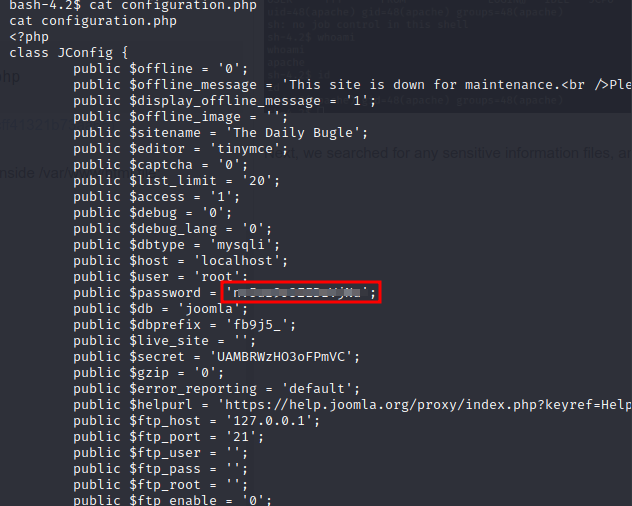 bash-4.2$ cat configuration.php
cat configuration.php
<?php
class JConfig {
public $offline = '0';
public $offline_message = 'This site is down for maintenance.<br />Ple
public $display_offline_message = '1';
public $offline_image = '';
public $sitename = 'The Daily Bugle';
public $editor = 'tinymce';
public $captcha = '0';
public $list_limit = '20';
public $access = '1';
public $debug = '0';
public $debug_lang = '0';
public $dbtype = 'mysqli';
public $host = 'localhost';
public $user = 'root';
public $password = '
public $db = 'joomla';
public $dbprefix = 'fb9j5_';
public $live_site = '';
public $secret = 'UAMBRWzHO3oFPmVC';
public $gzip = '0';
public $error_reporting = 'default';
public $helpurl = 'https://help.joomla.org/proxy/index.php?keyref=Help
public $ftp_host = '127.0.0.1';
public $ftp_port = '21';
public $ftp_user = '';
public $ftp_pass = '';
public $ftp_root = '';
public $ftp_enable = '0';